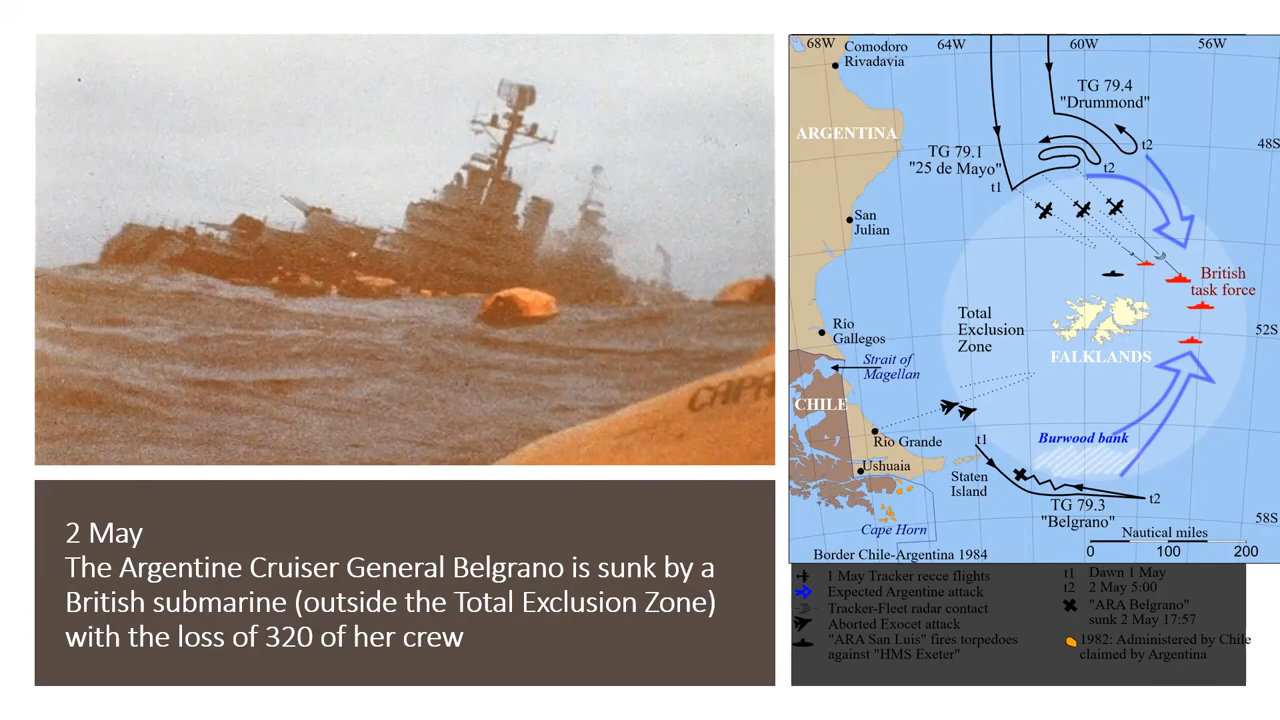 CAPR
2 May
The Argentine Cruiser General Belgrano is sunk by a
British submarine (outside the Total Exclusion Zone)
with the loss of 320 of her crew
68W
64W
60W
56W
Comodoro
Rivadavia
TG 79.4
"Drummond"
ARGENTINA
48S
t2
TG 79.1
"25 de Mayo"
t2
t1
San
Julian
British
task force
Total
Exclusion
Zone
Río
Gallegos
52S
FALKLANDS
Strait of
Magellan
CHILE
Río Grande
Burwood bank
t1
Ushuaia
Staten
Island
t2
TG 79.3
"Belgrano"
58S
Cape Horn
Nautical miles
0 100 200
Border Chile-Argentina 1984
1 May Tracker recce flights
Expected Argentine attack
Tracker-Fleet radar contact
Aborted Exocet attack
"ARA San Luis" fires torpedoes
against "HMS Exeter"
t1 Dawn 1 May
t2 2 May 5:00
"ARA Belgrano"
sunk 2 May 17:57
1982: Administered by Chile
claimed by Argentina